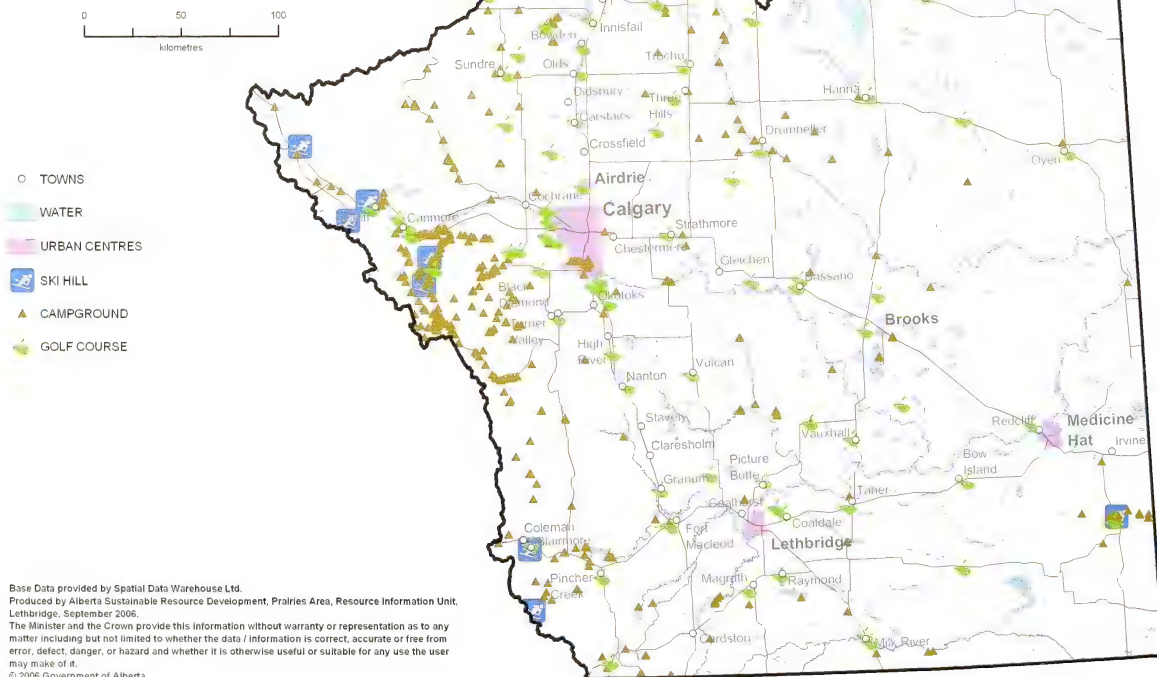 0 50 100
kilometres
TOWNS
WATER
URBAN CENTRES
SKI HILL
CAMPGROUND
GOLF COURSE
Innisfail
Bowden
Sundre
Olds
Trochu
Didsbury
Three
Hills
Hanna
Carstairs
Drumheller
Crossfield
Oyen
Airdrie
Cochrane
Calgary
Canmore
Strathmore
Chestermere
Gleichen
Bassano
Black
Diamond
Okotoks
Turner
Valley
High
River
Brooks
Vulcan
Nanton
Stavely
Redcliff
Medicine
Hat
Irvine
Vauxhall
Claresholm
Picture
Butte
Bow
Island
Granum
Coalhurst
Taber
Fort
Macleod
Coaldale
Lethbridge
Coleman
Blairmore
Pincher
Creek
Magrath
Raymond
Cardston
Milk River
Base Data provided by Spatial Data Warehouse Ltd.
Produced by Alberta Sustainable Resource Development, Prairies Area, Resource Information Unit,
Lethbridge, September 2006.
The Minister and the Crown provide this information without warranty or representation as to any
matter including but not limited to whether the data / information is correct, accurate or free from
error, defect, danger, or hazard and whether it is otherwise useful or suitable for any use the user
may make of it.
© 2006 Government of Alberta